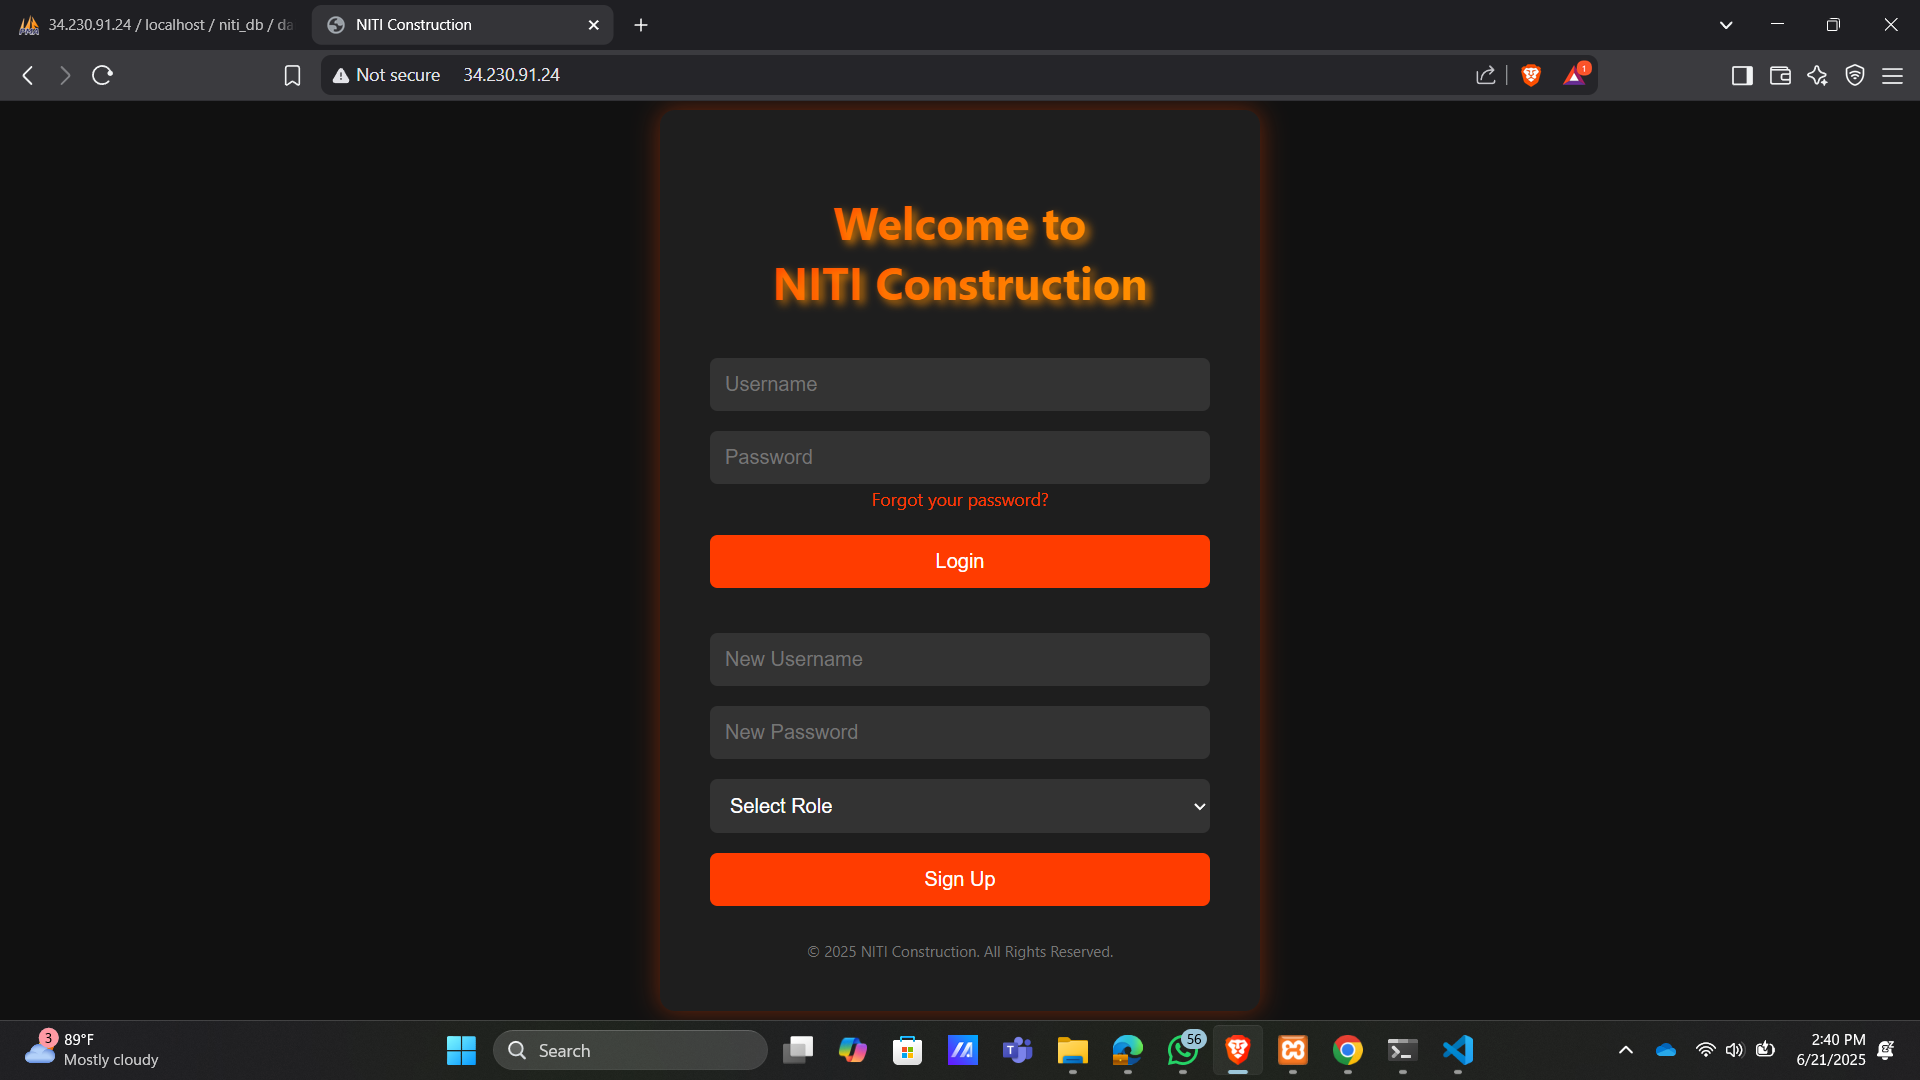 34.230.91.24 / localhost / niti_db / da
NITI Construction
Not secure
34.230.91.24
1
Welcome to
NITI Construction
Username
Password
Forgot your password?
Login
New Username
New Password
Select Role
Sign Up
© 2025 NITI Construction. All Rights Reserved.
3
89°F
Mostly cloudy
Search
56
2:40 PM
6/21/2025